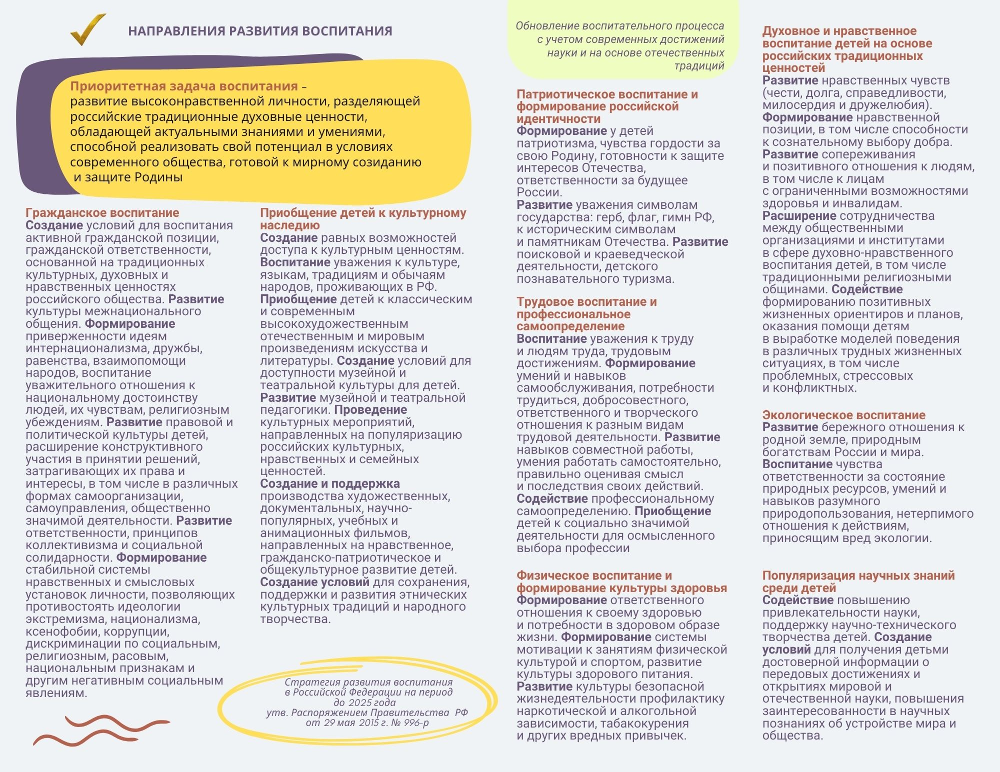 НАПРАВЛЕНИЯ РАЗВИТИЯ ВОСПИТАНИЯ
Приоритетная задача воспитания –
развитие высоконравственной личности, разделяющей
российские традиционные духовные ценности,
обладающей актуальными знаниями и умениями,
способной реализовать свой потенциал в условиях
современного общества, готовой к мирному созиданию
и защите Родины
Гражданское воспитание
Создание условий для воспитания
активной гражданской позиции,
гражданской ответственности,
основанной на традиционных
культурных, духовных и
нравственных ценностях
российского общества. Развитие
культуры межнационального
общения. Формирование
приверженности идеям
интернационализма, дружбы,
равенства, взаимопомощи
народов, воспитание
уважительного отношения к
национальному достоинству
людей, их чувствам, религиозным
убеждениям. Развитие правовой и
политической культуры детей,
расширение конструктивного
участия в принятии решений,
затрагивающих их права и
интересы, в том числе в различных
формах самоорганизации,
самоуправления, общественно
значимой деятельности. Развитие
ответственности, принципов
коллективизма и социальной
солидарности. Формирование
стабильной системы
нравственных и смысловых
установок личности, позволяющих
противостоять идеологии
экстремизма, национализма,
ксенофобии, коррупции,
дискриминации по социальным,
религиозным, расовым,
национальным признакам и
другим негативным социальным
явлениям.
Приобщение детей к культурному
наследию
Создание равных возможностей
доступа к культурным ценностям.
Воспитание уважения к культуре,
языкам, традициям и обычаям
народов, проживающих в РФ.
Приобщение детей к классическим
и современным
высокохудожественным
отечественным и мировым
произведениям искусства и
литературы. Создание условий для
доступности музейной и
театральной культуры для детей.
Развитие музейной и театральной
педагогики. Проведение
культурных мероприятий,
направленных на популяризацию
российских культурных,
нравственных и семейных
ценностей.
Создание и поддержка
производства художественных,
документальных, научно-
популярных, учебных и
анимационных фильмов,
направленных на нравственное,
гражданско-патриотическое и
общекультурное развитие детей.
Создание условий для сохранения,
поддержки и развития этнических
культурных традиций и народного
творчества.
Стратегия развития воспитания
в Российской Федерации на период
до 2025 года
утв. Распоряжением Правительства РФ
от 29 мая 2015 г. № 996-р
Обновление воспитательного процесса
с учетом современных достижений
науки и на основе отечественных
традиций
Патриотическое воспитание и
формирование российской
идентичности
Формирование у детей
патриотизма, чувства гордости за
свою Родину, готовности к защите
интересов Отечества,
ответственности за будущее
России.
Развитие уважения символам
государства: герб, флаг, гимн РФ,
к историческим символам
и памятникам Отечества. Развитие
поисковой и краеведческой
деятельности, детского
познавательного туризма.
Трудовое воспитание и
профессиональное
самоопределение
Воспитание уважения к труду
и людям труда, трудовым
достижениям. Формирование
умений и навыков
самообслуживания, потребности
трудиться, добросовестного,
ответственного и творческого
отношения к разным видам
трудовой деятельности. Развитие
навыков совместной работы,
умения работать самостоятельно,
правильно оценивая смысл
и последствия своих действий.
Содействие профессиональному
самоопределению. Приобщение
детей к социально значимой
деятельности для осмысленного
выбора профессии
Физическое воспитание и
формирование культуры здоровья
Формирование ответственного
отношения к своему здоровью
и потребности в здоровом образе
жизни. Формирование системы
мотивации к занятиям физической
культурой и спортом, развитие
культуры здорового питания.
Развитие культуры безопасной
жизнедеятельности профилактику
наркотической и алкогольной
зависимости, табакокурения
и других вредных привычек.
Духовное и нравственное
воспитание детей на основе
российских традиционных
ценностей
Развитие нравственных чувств
(чести, долга, справедливости,
милосердия и дружелюбия).
Формирование нравственной
позиции, в том числе способности
к сознательному выбору добра.
Развитие сопереживания
и позитивного отношения к людям,
в том числе к лицам
с ограниченными возможностями
здоровья и инвалидам.
Расширение сотрудничества
между общественными
организациями и институтами
в сфере духовно-нравственного
воспитания детей, в том числе
традиционными религиозными
общинами. Содействие
формированию позитивных
жизненных ориентиров и планов,
оказания помощи детям
в выработке моделей поведения
в различных трудных жизненных
ситуациях, в том числе
проблемных, стрессовых
и конфликтных.
Экологическое воспитание
Развитие бережного отношения к
родной земле, природным
богатствам России и мира.
Воспитание чувства
ответственности за состояние
природных ресурсов, умений и
навыков разумного
природопользования, нетерпимого
отношения к действиям,
приносящим вред экологии.
Популяризация научных знаний
среди детей
Содействие повышению
привлекательности науки,
поддержку научно-технического
творчества детей. Создание
условий для получения детьми
достоверной информации о
передовых достижениях и
открытиях мировой и
отечественной науки, повышения
заинтересованности в научных
познаниях об устройстве мира и
общества.